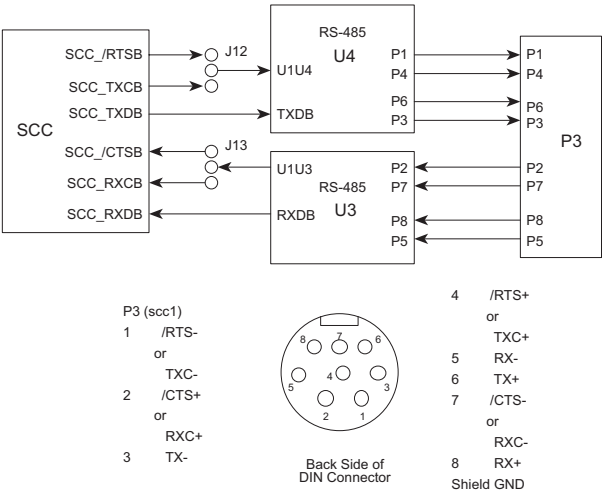 SCC
SCC_/RTSB
SCC_TXCB
SCC_TXDB
SCC_/CTSB
SCC_RXCB
SCC_RXDB
J12
J13
RS-485
U4
U1U4
TXDB
P1
P4
P6
P3
U1U3
RS-485
U3
RXDB
P2
P7
P8
P5
P1
P4
P6
P3
P3
P2
P7
P8
P5
P3 (scc1)
1 /RTS-
or
TXC-
2 /CTS+
or
RXC+
3 TX-
8 7 6
5 4 3
2 1
Back Side of
DIN Connector
4 /RTS+
or
TXC+
5 RX-
6 TX+
7 /CTS-
or
RXC-
8 RX+
Shield GND